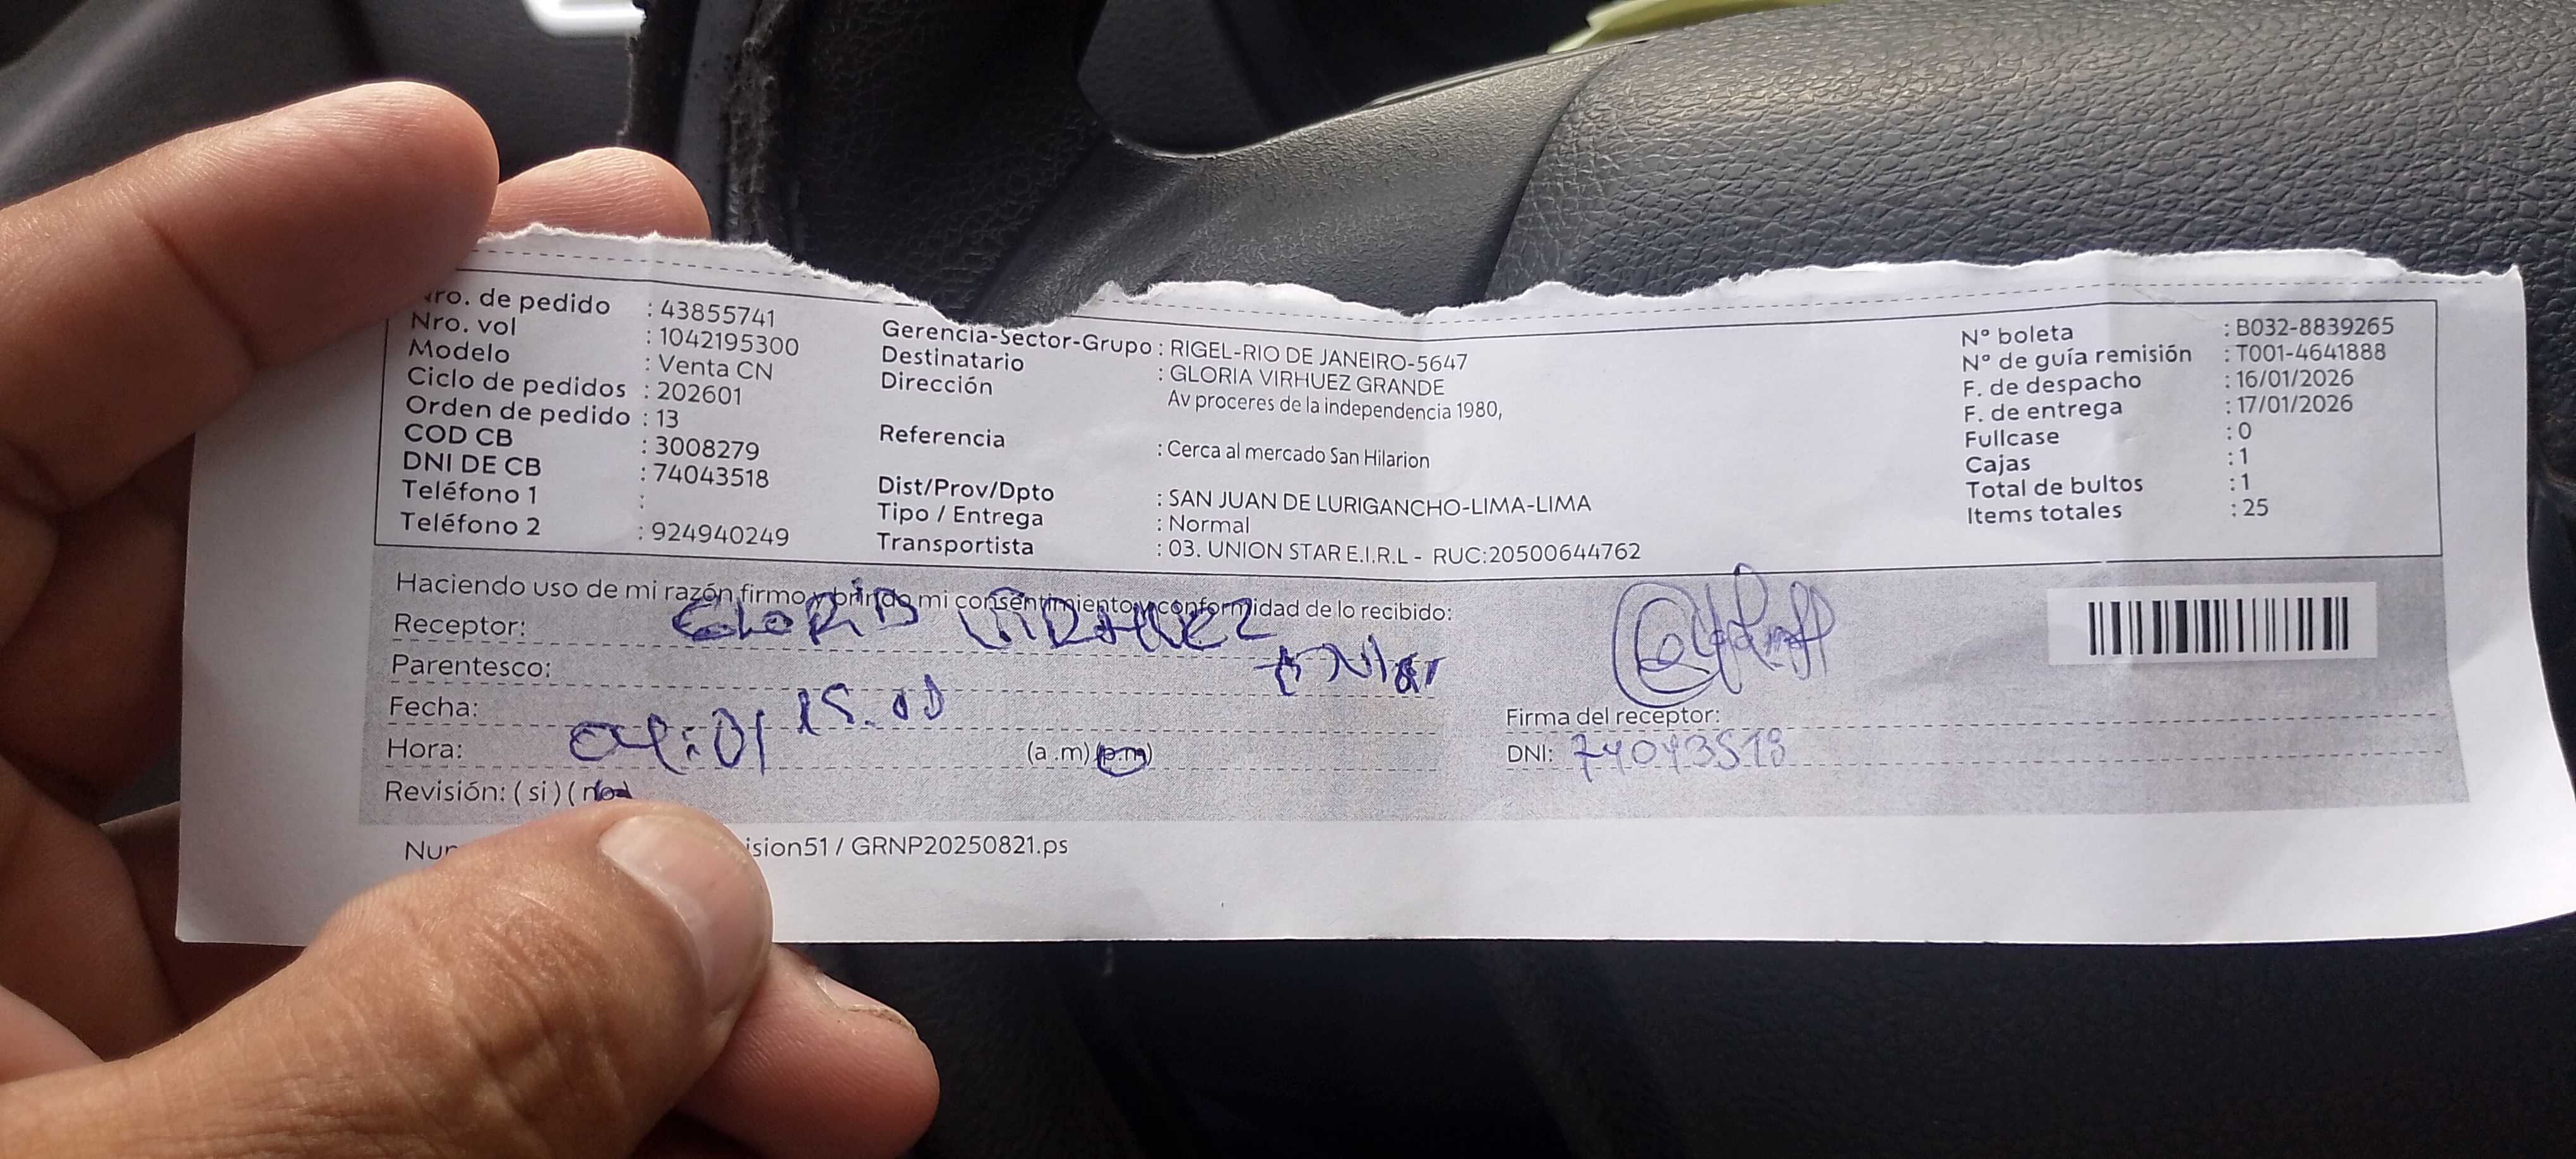 ro. de pedido : 43855741
Nro. vol : 1042195300
Modelo : Venta CN
Ciclo de pedidos : 202601
Orden de pedido : 13
COD CB : 3008279
DNI DE CB : 74043518
Teléfono 1 :
Teléfono 2 : 924940249
Gerencia-Sector-Grupo : RIGEL-RIO DE JANEIRO-5647
Destinatario : GLORIA VIRHUEZ GRANDE
Dirección Av proceres de la independencia 1980,
Referencia : Cerca al mercado San Hilarion
Dist/Prov/Dpto : SAN JUAN DE LURIGANCHO-LIMA-LIMA
Tipo / Entrega : Normal
Transportista : 03. UNION STAR E.I.R.L - RUC:20500644762
N° boleta : B032-8839265
N° de guía remisión : T001-4641888
F. de despacho : 16/01/2026
F. de entrega : 17/01/2026
Fullcase : 0
Cajas : 1
Total de bultos : 1
Items totales : 25
Haciendo uso de mi razón firmo y brindo mi consentimiento y conformidad de lo recibido:
Receptor: GLORIA VIRHUEZ
Parentesco:
Fecha:
Hora: (a.m) (p.m)
Revisión: ( si ) ( no )
Firma del receptor:
DNI: 74043518
ision51 / GRNP20250821.ps